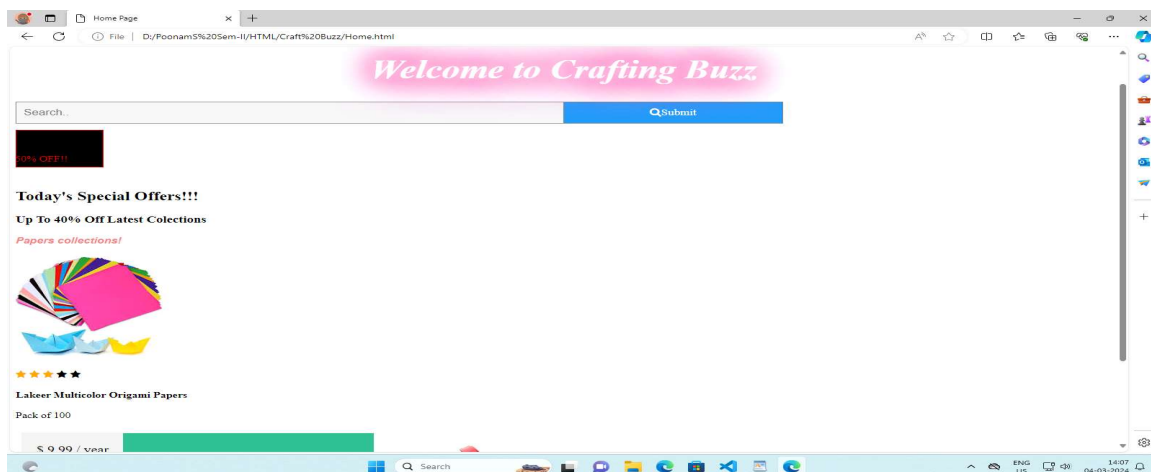 Home Page
File | D:/PoonamS%20Sem-II/HTML/Craft%20Buzz/Home.html
Welcome to Crafting Buzz
Search..
Submit
50% OFF!!
Today's Special Offers!!!
Up To 40% Off Latest Colections
Papers collections!
Lakeer Multicolor Origami Papers
Pack of 100
$ 9.99 / year
Search
ENG
US
14:07
04-03-2024